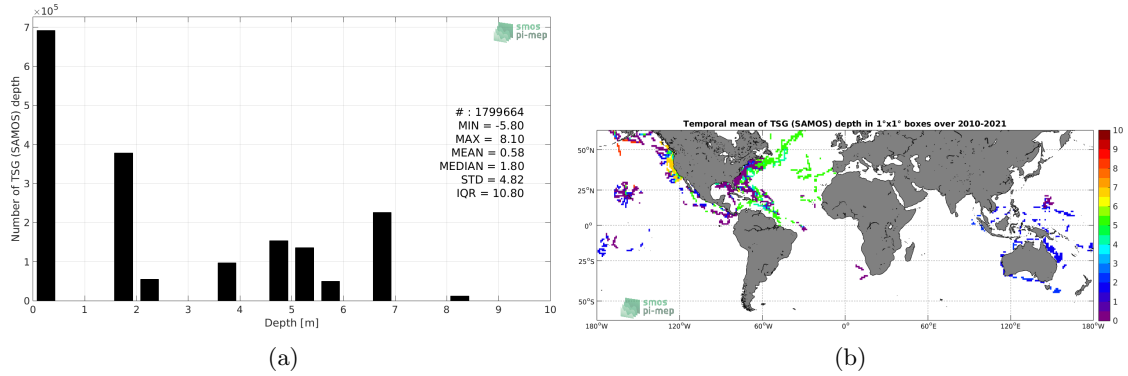 ×10⁵
7
6
5
4
3
2
1
0
Number of TSG (SAMOS) depth
smos
pi-mep
# : 1799664
MIN = -5.80
MAX = 8.10
MEAN = 0.58
MEDIAN = 1.80
STD = 4.82
IQR = 10.80
0 1 2 3 4 5 6 7 8 9 10
Depth [m]
(a)
Temporal mean of TSG (SAMOS) depth in 1°x1° boxes over 2010-2021
50°N
25°N
0°
25°S
50°S
smos
pi-mep
180°W 120°W 60°W 0° 60°E 120°E 180°W
10
9
8
7
6
5
4
3
2
1
0
(b)